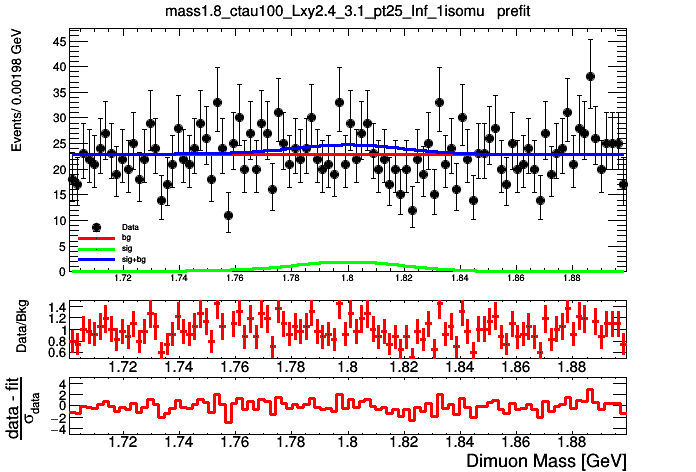 mass1.8_ctau100_Lxy2.4_3.1_pt25_Inf_1isomu prefit
Events/ 0.00198 GeV
45
40
35
30
25
20
15
10
5
0
Data
bg
sig
sig+bg
1.72 1.74 1.76 1.78 1.8 1.82 1.84 1.86 1.88
Data/Bkg
1.4
1.2
1
0.8
0.6
1.72 1.74 1.76 1.78 1.8 1.82 1.84 1.86 1.88
data - fit
σdata
4
2
0
−2
−4
1.72 1.74 1.76 1.78 1.8 1.82 1.84 1.86 1.88
Dimuon Mass [GeV]